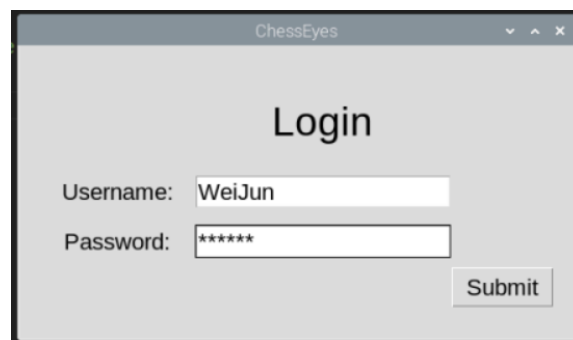 ChessEyes
Login
Username: WeiJun
Password: ******
Submit